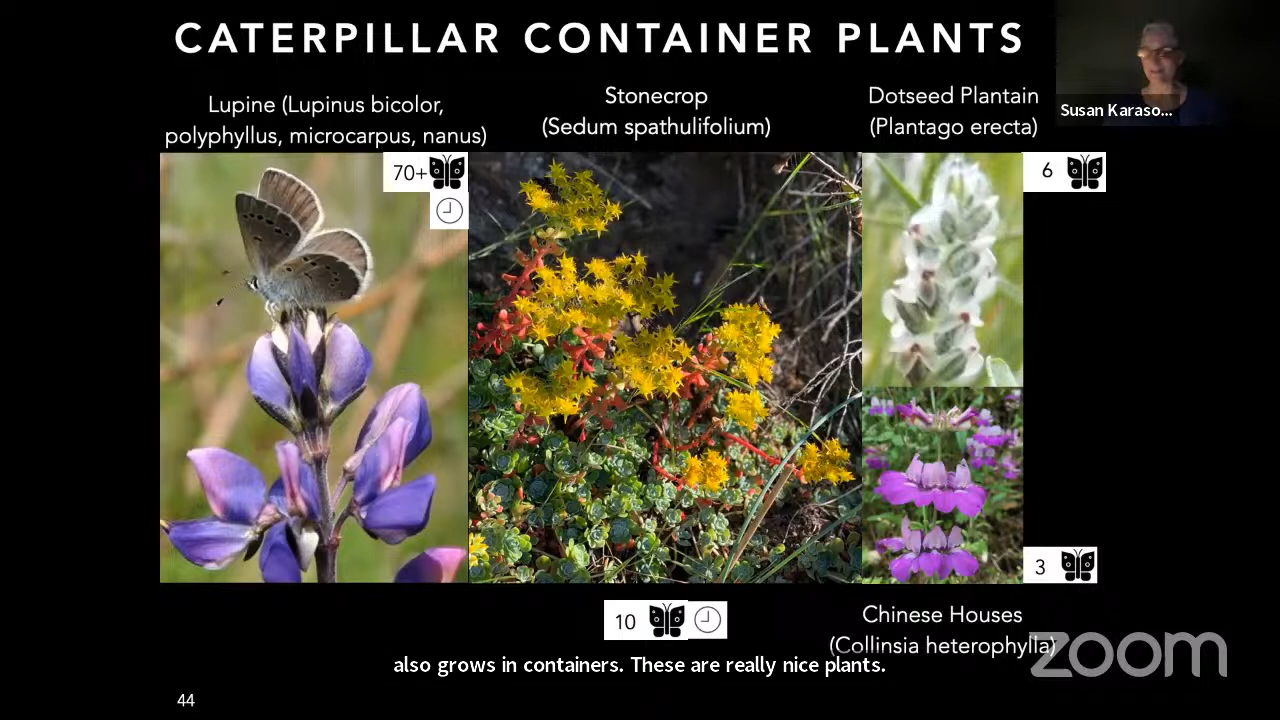 CATERPILLAR CONTAINER PLANTS
Susan Karaso...
Lupine (Lupinus bicolor,
polyphyllus, microcarpus, nanus)
Stonecrop
(Sedum spathulifolium)
Dotseed Plantain
(Plantago erecta)
70+
6
3
10
Chinese Houses
(Collinsia heterophylla)
zoom
also grows in containers. These are really nice plants.
44